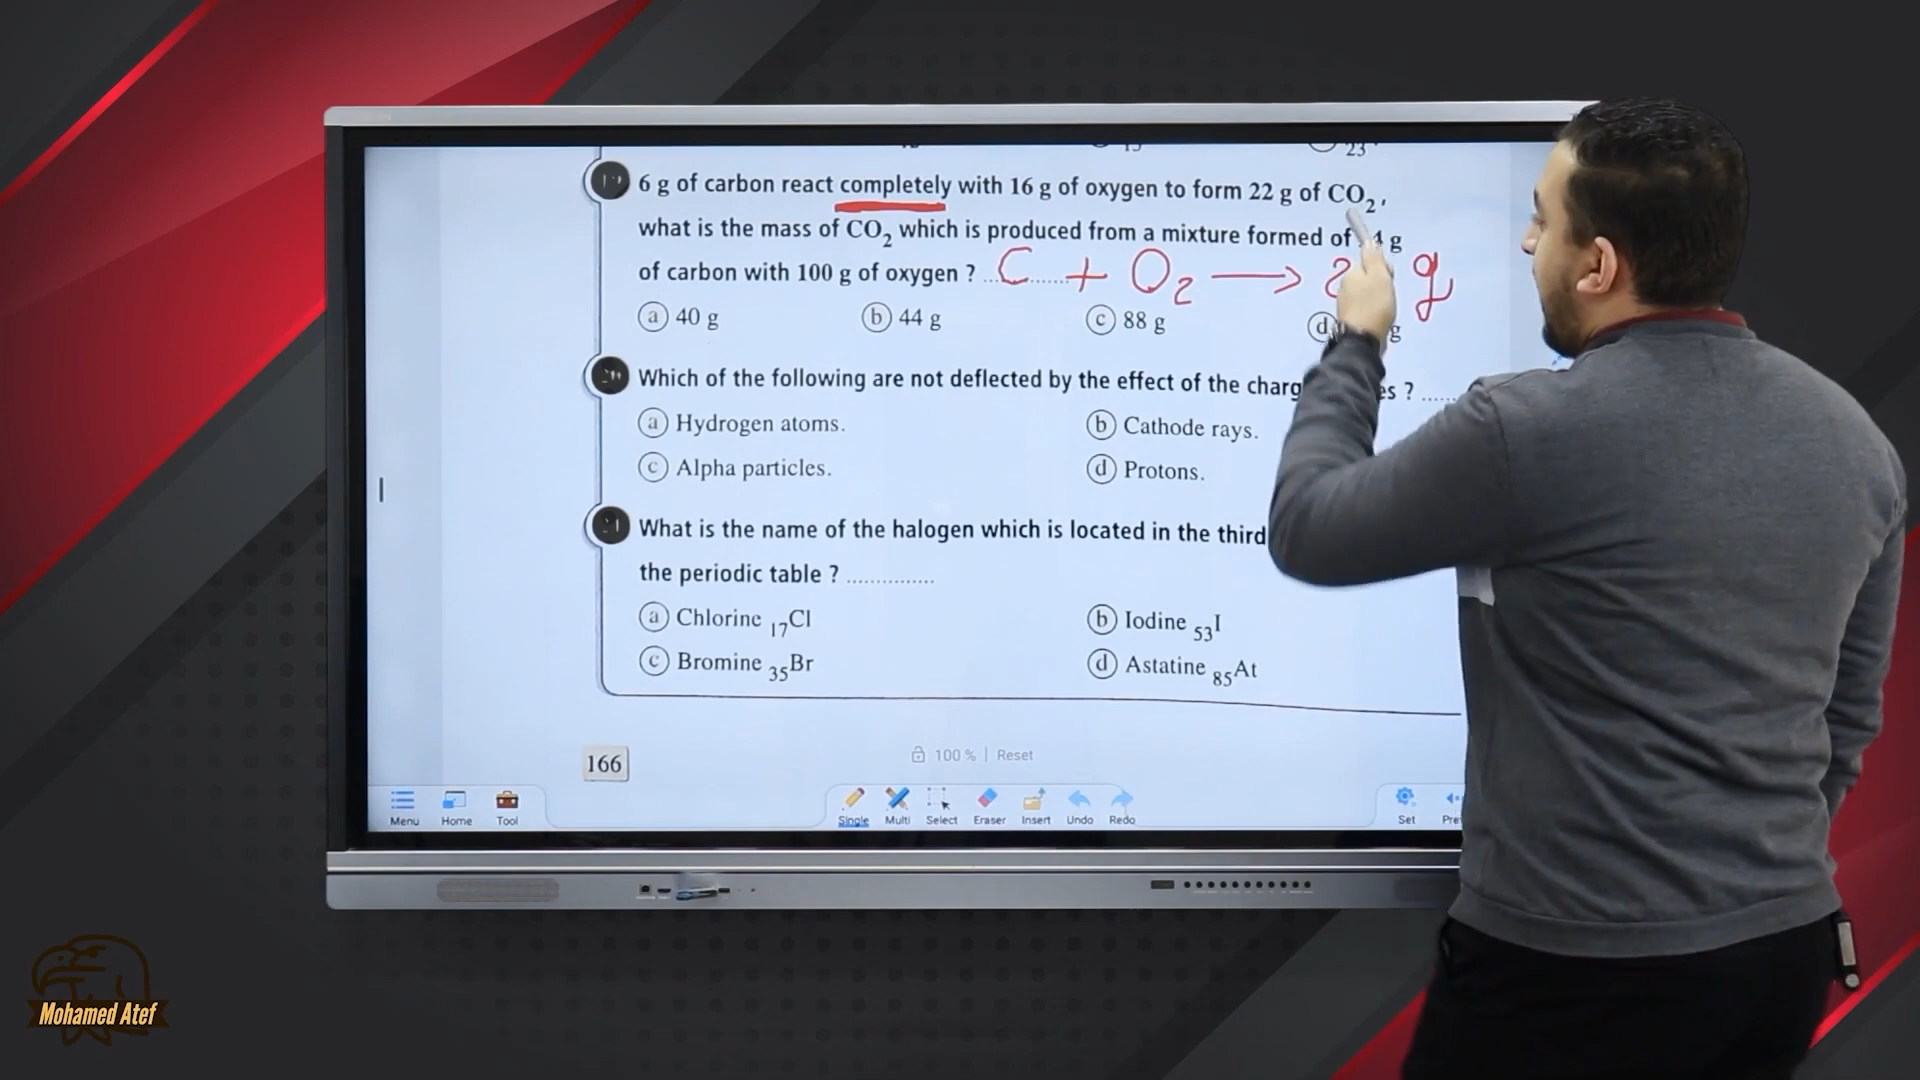 23
6 g of carbon react completely with 16 g of oxygen to form 22 g of CO₂,
what is the mass of CO₂ which is produced from a mixture formed of 4 g
of carbon with 100 g of oxygen ? ............... C + O₂ → 2 g
a 40 g b 44 g c 88 g d g
Which of the following are not deflected by the effect of the charg es ? ......
a Hydrogen atoms. b Cathode rays.
c Alpha particles. d Protons.
What is the name of the halogen which is located in the third
the periodic table ? ...............
a Chlorine ₁₇Cl b Iodine ₅₃I
c Bromine ₃₅Br d Astatine ₈₅At
166
100 % | Reset
Menu Home Tool Single Multi Select Eraser Insert Undo Redo Set Pre
Mohamed Atef